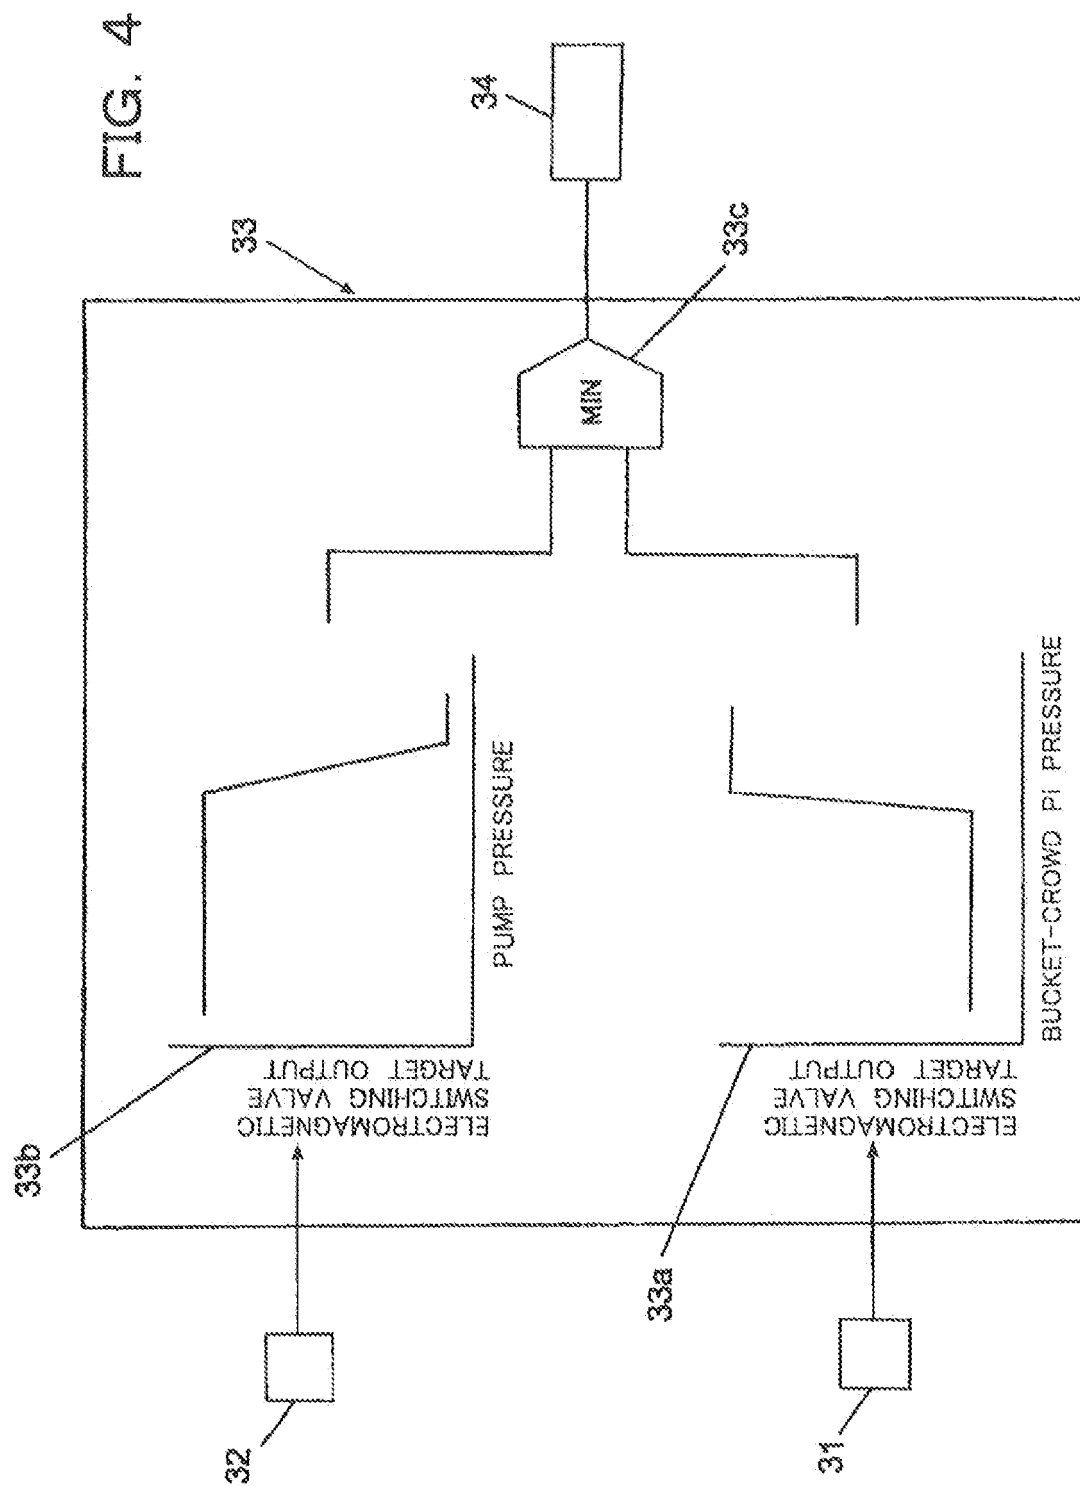 FIG. 4
33
34
33b
32
ELECTROMAGNETIC
SWITCHING VALVE
TARGET OUTPUT
PUMP PRESSURE
MIN
33c
33a
31
ELECTROMAGNETIC
SWITCHING VALVE
TARGET OUTPUT
BUCKET-CROWD PI PRESSURE